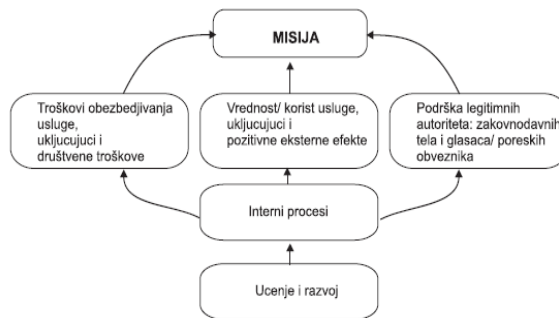 MISIJA
Troškovi obezbedjivanja
usluge,
ukljucujuci i
društvene troškove
Vrednost/ korist usluge,
ukljucujuci i
pozitivne eksterne efekte
Podrška legitimnih
autoriteta: zakovnodavnih
tela i glasaca/ poreskih
obveznika
Interni procesi
Ucenje i razvoj